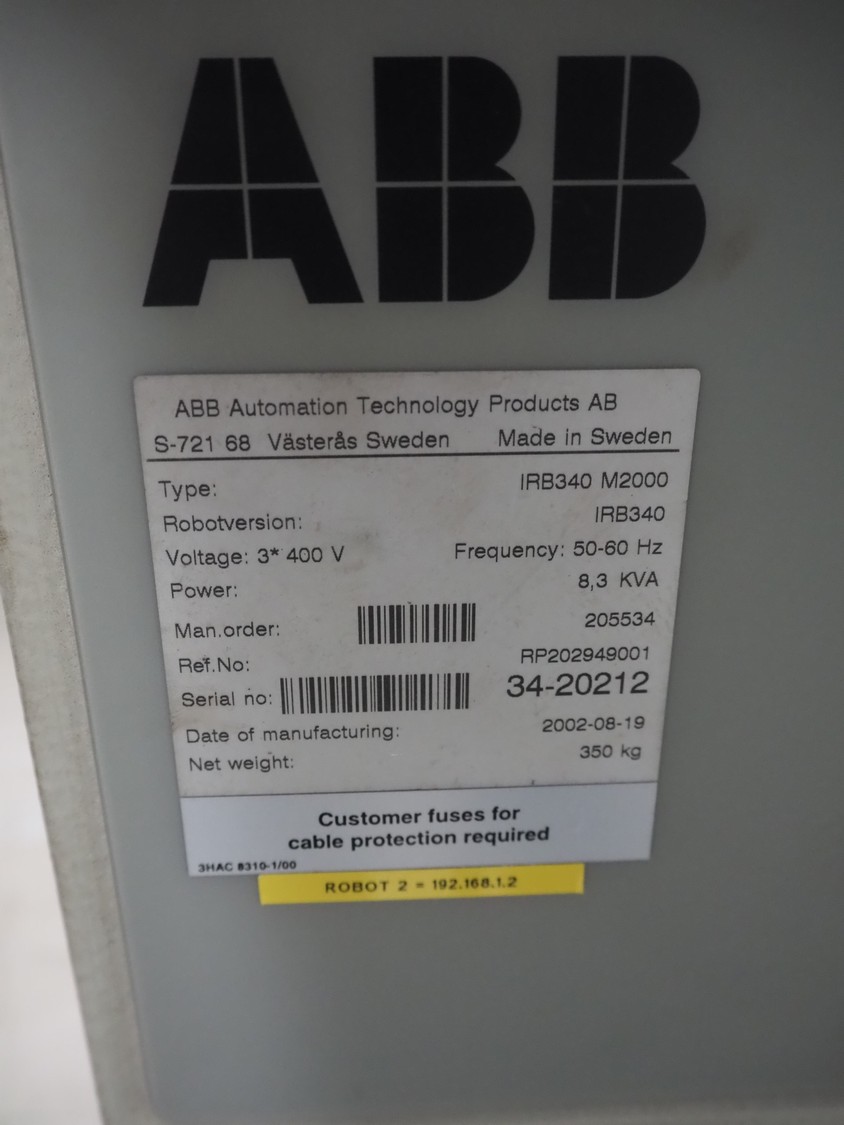 ABB
ABB Automation Technology Products AB
S-721 68 Västerås Sweden Made in Sweden
Type: IRB340 M2000
Robotversion: IRB340
Voltage: 3* 400 V Frequency: 50-60 Hz
Power: 8,3 KVA
Man.order: 205534
Ref.No: RP202949001
Serial no: 34-20212
Date of manufacturing: 2002-08-19
Net weight: 350 kg
Customer fuses for
cable protection required
3HAC 8310-1/00
ROBOT 2 = 192.168.1.2